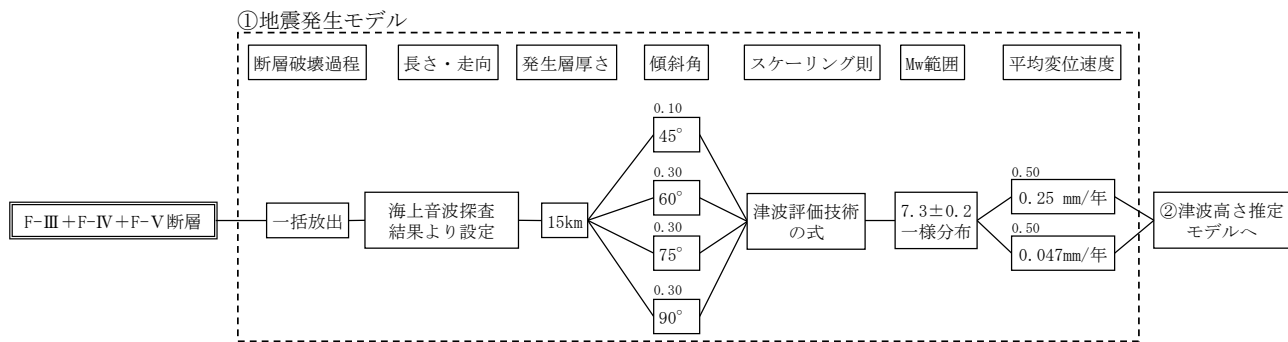 ①地震発生モデル
断層破壊過程
長さ・走向
発生層厚さ
傾斜角
スケーリング則
Mw範囲
平均変位速度
F-Ⅲ+F-Ⅳ+F-Ⅴ断層
一括放出
海上音波探査
結果より設定
15km
0.10
45°
0.30
60°
0.30
75°
0.30
90°
津波評価技術
の式
7.3±0.2
一様分布
0.50
0.25 mm/年
0.50
0.047mm/年
②津波高さ推定
モデルへ